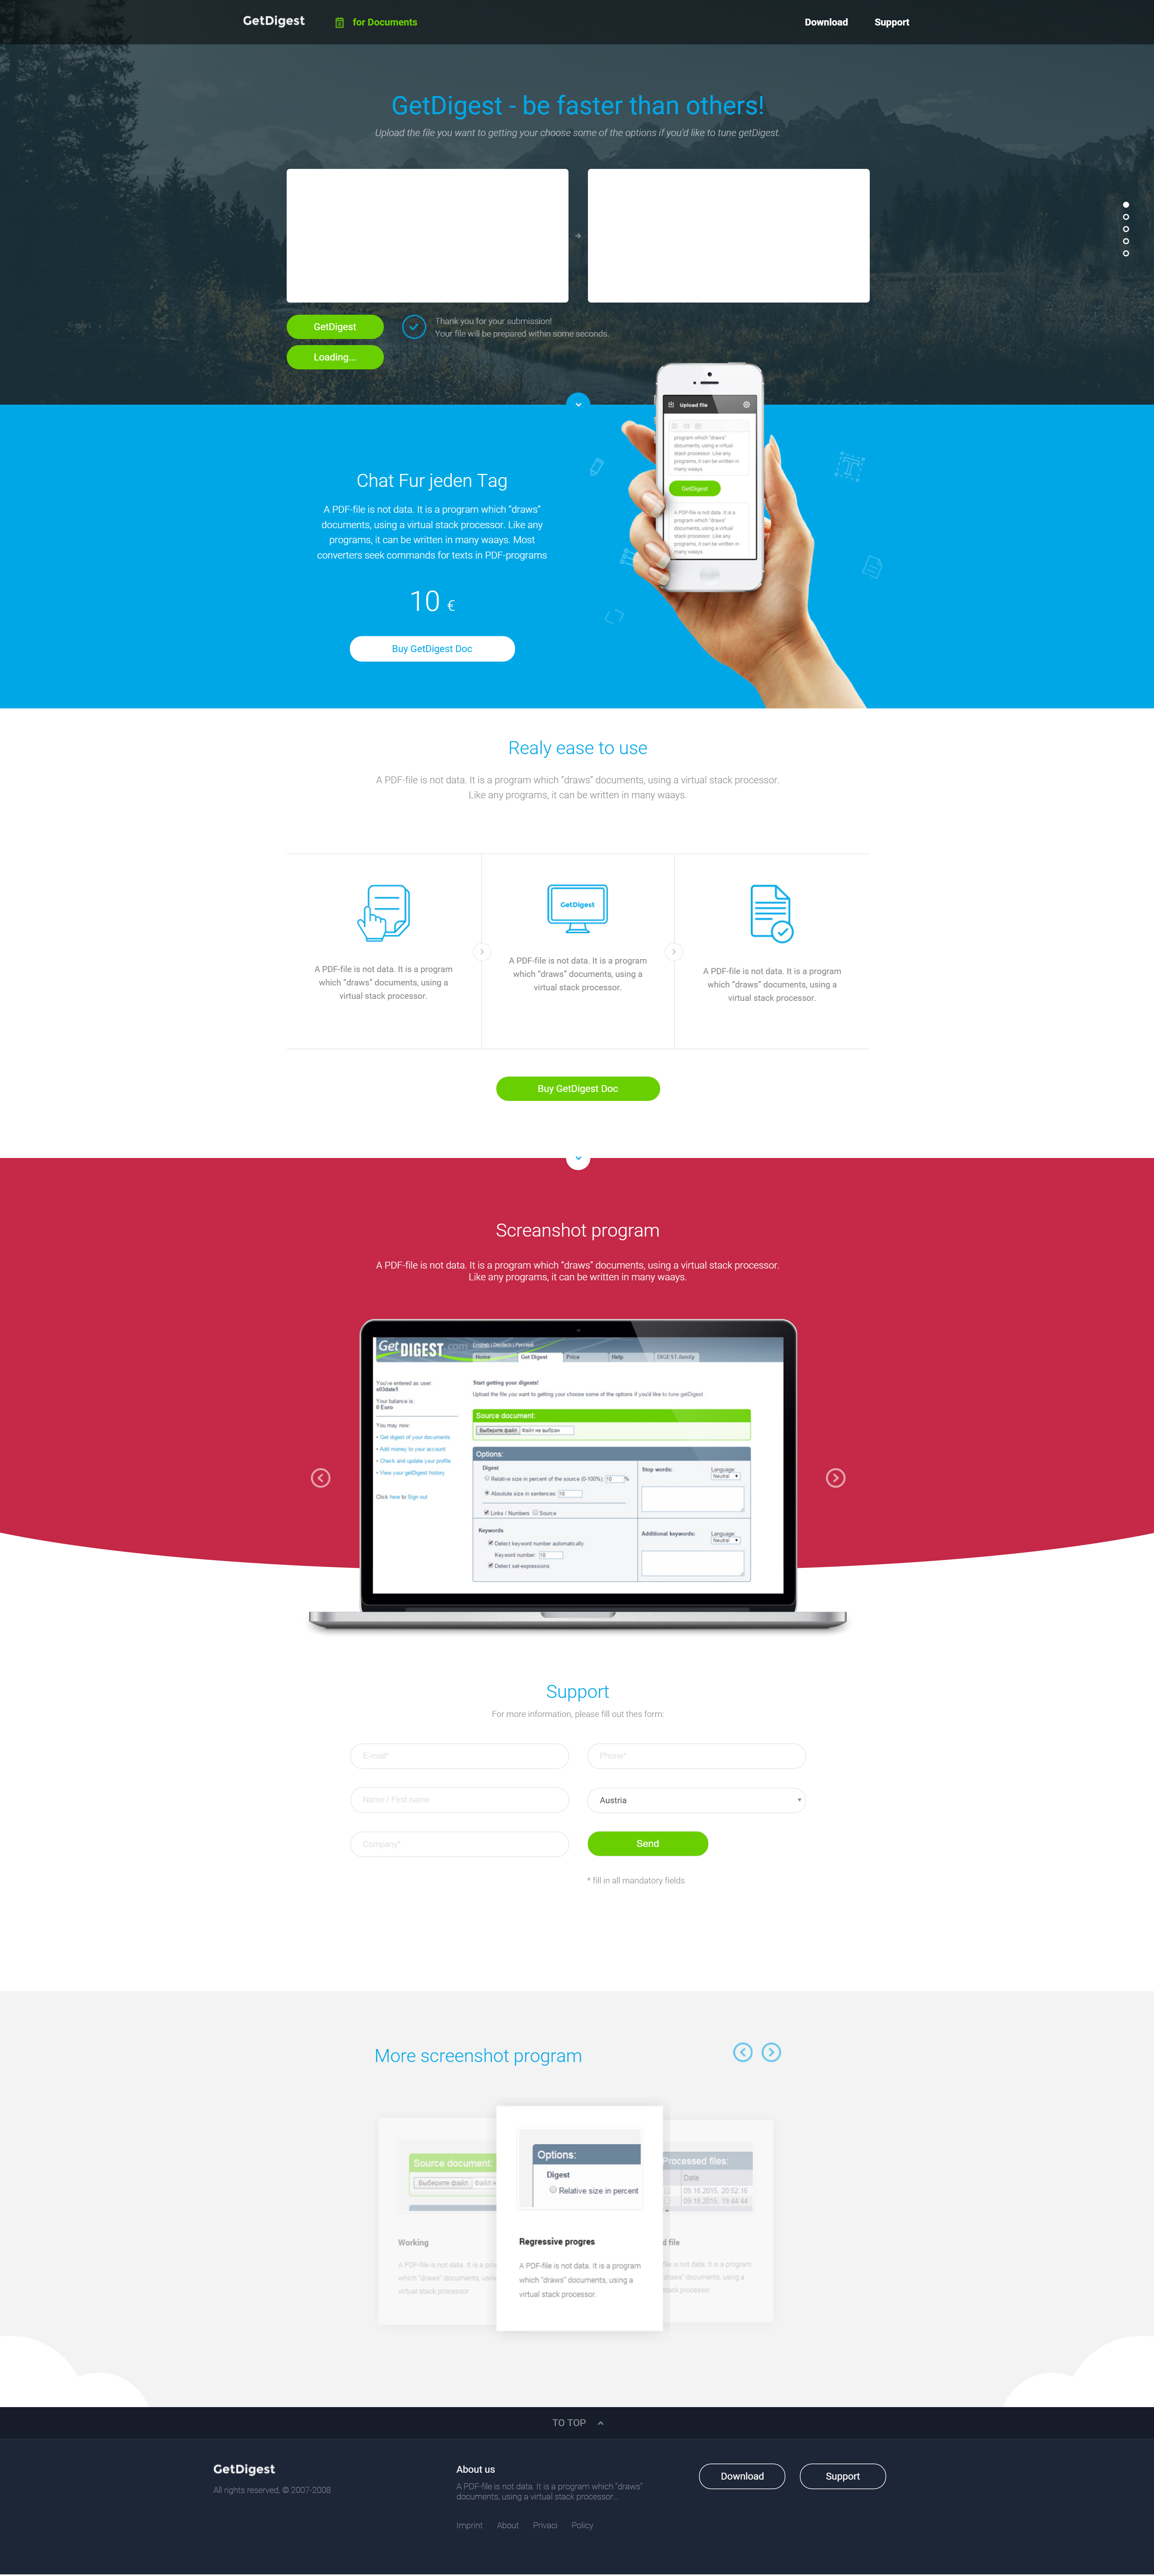 GetDigest
for Documents
Download
Support
GetDigest - be faster than others!
Upload the file you want to getting your choose some of the options if you'd like to tune getDigest.
GetDigest
Thank you for your submission!
Your file will be prepared within some seconds.
Loading...
Upload file
program which “draws”
documents, using a virtual
stack processor. Like any
programs, it can be written in
many waays.
GetDigest
A PDF-file is not data. It is a
program which “draws”
documents, using a virtual
stack processor. Like any
programs, it can be written in
many waays.
Chat Fur jeden Tag
A PDF-file is not data. It is a program which “draws”
documents, using a virtual stack processor. Like any
programs, it can be written in many waays. Most
converters seek commands for texts in PDF-programs
10 €
Buy GetDigest Doc
Realy ease to use
A PDF-file is not data. It is a program which “draws” documents, using a virtual stack processor.
Like any programs, it can be written in many waays.
A PDF-file is not data. It is a program
which “draws” documents, using a
virtual stack processor.
GetDigest
A PDF-file is not data. It is a program
which “draws” documents, using a
virtual stack processor.
A PDF-file is not data. It is a program
which “draws” documents, using a
virtual stack processor.
Buy GetDigest Doc
Screanshot program
A PDF-file is not data. It is a program which “draws” documents, using a virtual stack processor.
Like any programs, it can be written in many waays.
Get DIGEST.com
English | Deutsch | Русский
Home
Get Digest
Price
Help
DIGEST.family
You've entered as user:
s03date1
Your balance is:
0 Euro
You may now:
• Get digest of your documents
• Add money to your account
• Check and update your profile
• View your getDigest history
Click here to Sign out
Start getting your digests!
Upload the file you want to getting your choose some of the options if you'd like to tune getDigest.
Source document:
Выберите файл
Файл не выбран
Options:
Digest
Relative size in percent of the source (0-100%): 10 %
Absolute size in sentences: 10
Links / Numbers
Source
Stop words:
Language:
Neutral
Keywords
Detect keyword number automatically
Keyword number: 10
Detect set-expressions
Additional keywords:
Language:
Neutral
Support
For more information, please fill out thes form:
E-mail*
Phone*
Name / First name
Austria
Company*
Send
* fill in all mandatory fields
More screenshot program
Source document:
Выберите файл
Файл н
Working
A PDF-file is not data. It is a pro
which “draws” documents, usin
virtual stack processor.
Options:
Digest
Relative size in percent
Regressive progres
A PDF-file is not data. It is a program
which “draws” documents, using a
virtual stack processor.
Processed files:
Date
09.18.2015, 20:52:16
09.18.2015, 19:44:44
d file
file is not data. It is a program
draws” documents, using a
stack processor.
TO TOP
GetDigest
All rights reserved, © 2007-2008
About us
A PDF-file is not data. It is a program which “draws”
documents, using a virtual stack processor...
Imprint
About
Privaci
Policy
Download
Support